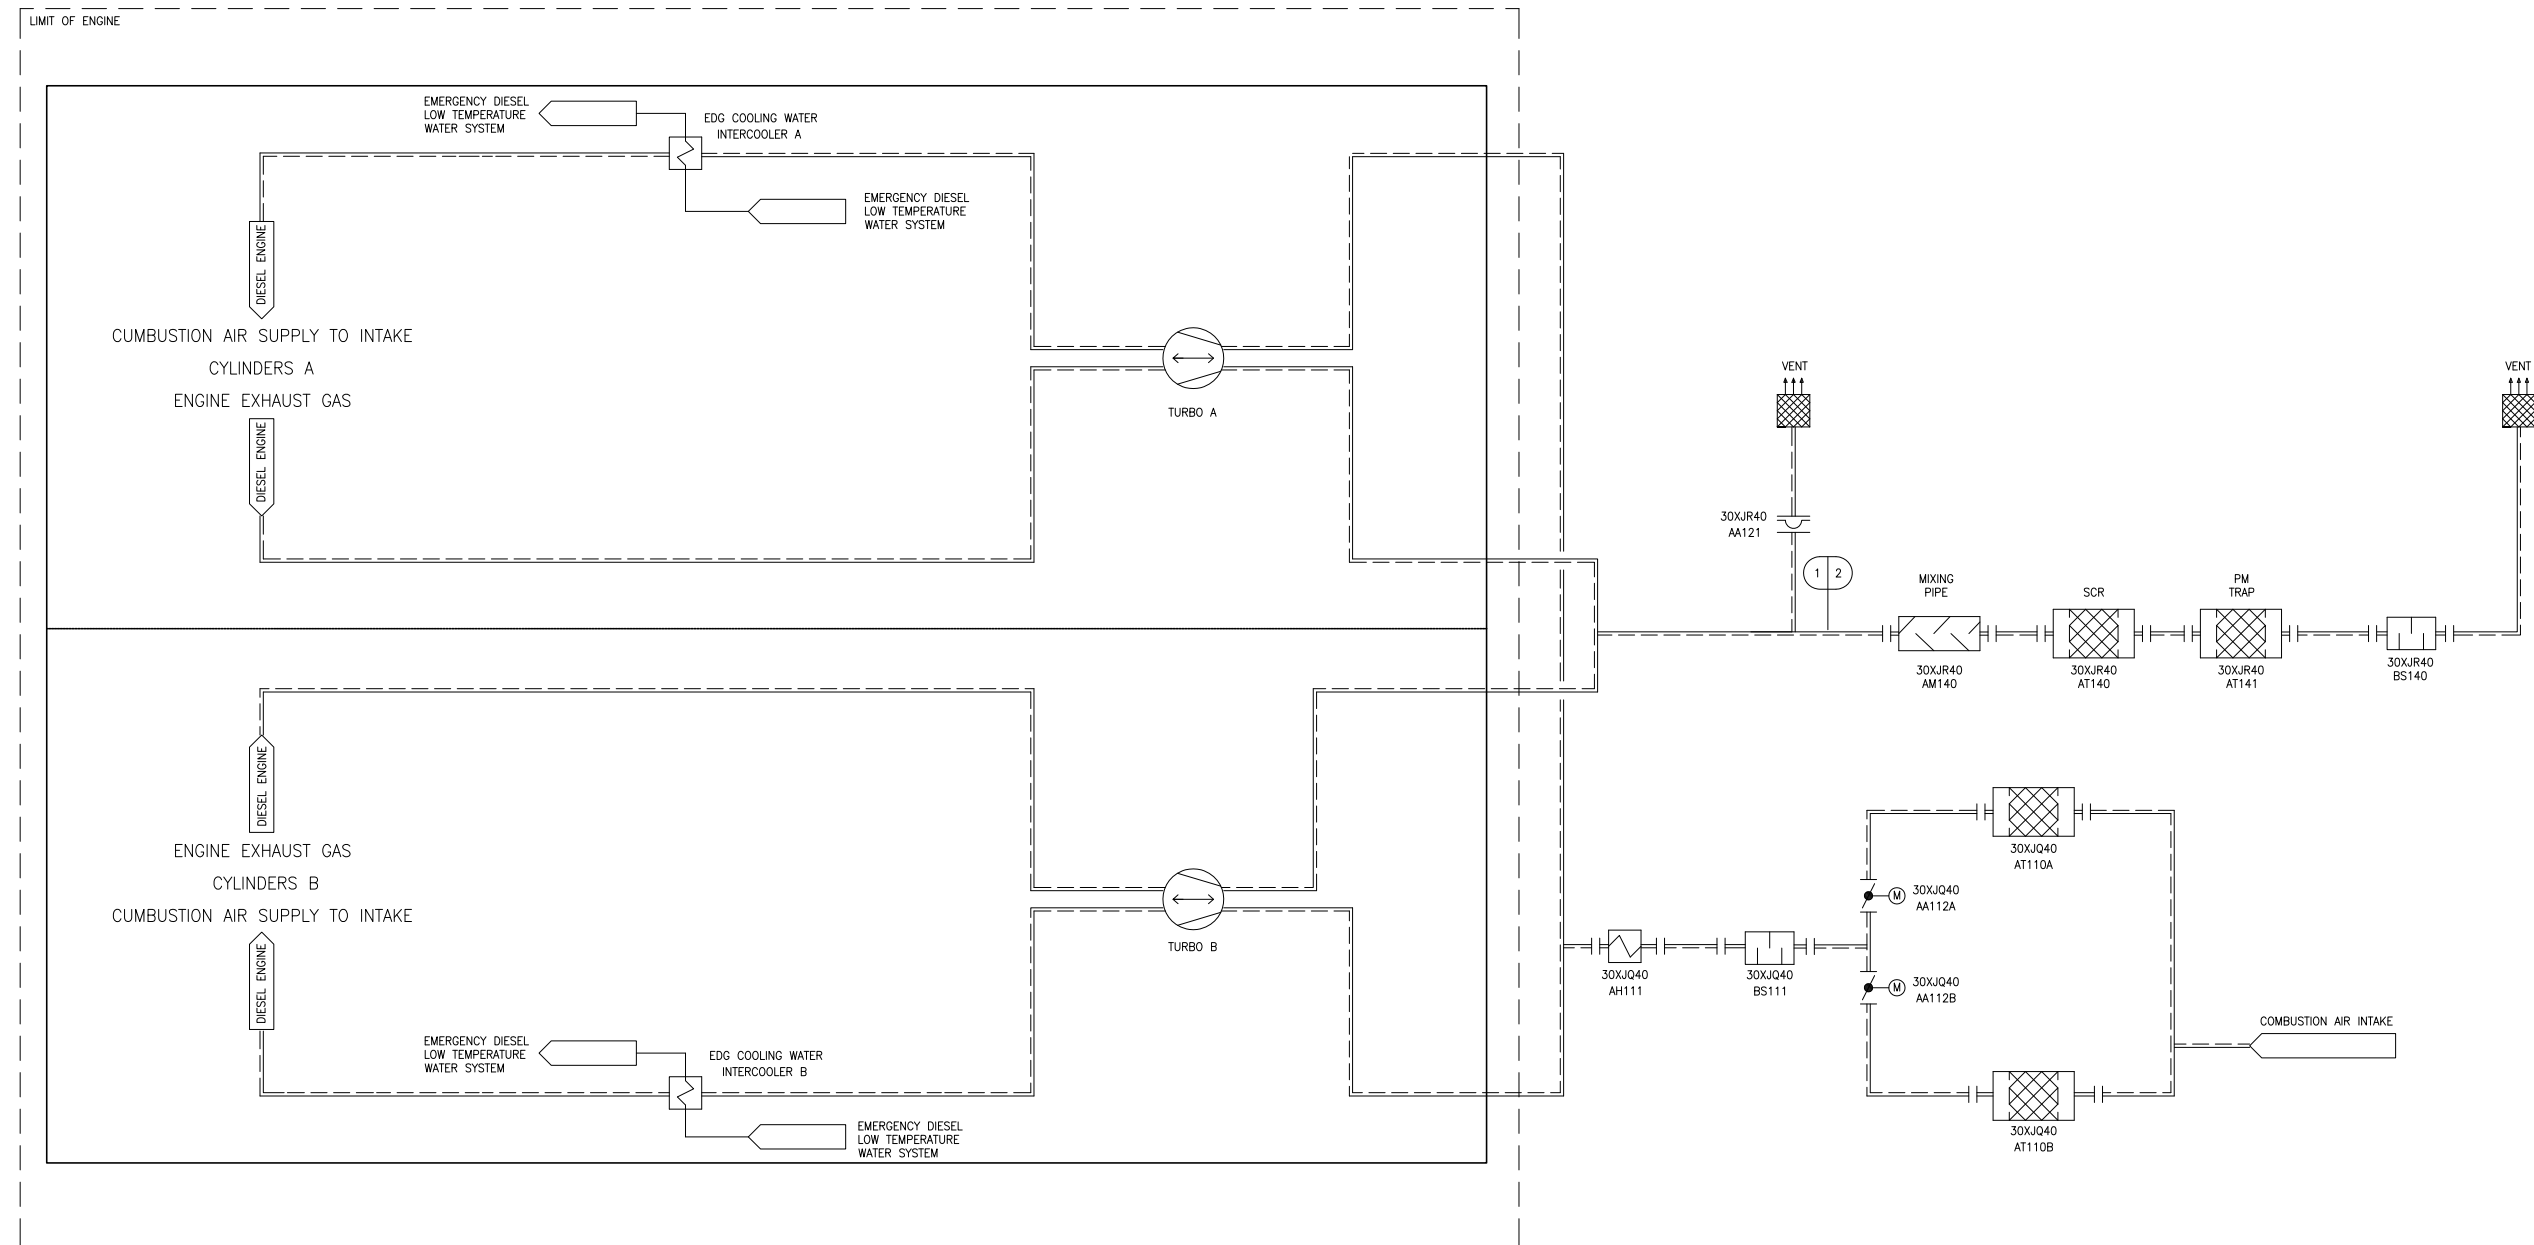 LIMIT OF ENGINE
EMERGENCY DIESEL
LOW TEMPERATURE
WATER SYSTEM
EDG COOLING WATER
INTERCOOLER A
EMERGENCY DIESEL
LOW TEMPERATURE
WATER SYSTEM
DIESEL ENGINE
CUMBUSTION AIR SUPPLY TO INTAKE
CYLINDERS A
ENGINE EXHAUST GAS
DIESEL ENGINE
TURBO A
VENT
VENT
30XJR40
AA121
1 2
MIXING
PIPE
30XJR40
AM140
SCR
30XJR40
AT140
PM
TRAP
30XJR40
AT141
30XJR40
BS140
DIESEL ENGINE
ENGINE EXHAUST GAS
CYLINDERS B
CUMBUSTION AIR SUPPLY TO INTAKE
DIESEL ENGINE
TURBO B
EMERGENCY DIESEL
LOW TEMPERATURE
WATER SYSTEM
EDG COOLING WATER
INTERCOOLER B
EMERGENCY DIESEL
LOW TEMPERATURE
WATER SYSTEM
30XJQ40
AH111
30XJQ40
BS111
M
30XJQ40
AA112A
M
30XJQ40
AA112B
30XJQ40
AT110A
30XJQ40
AT110B
COMBUSTION AIR INTAKE